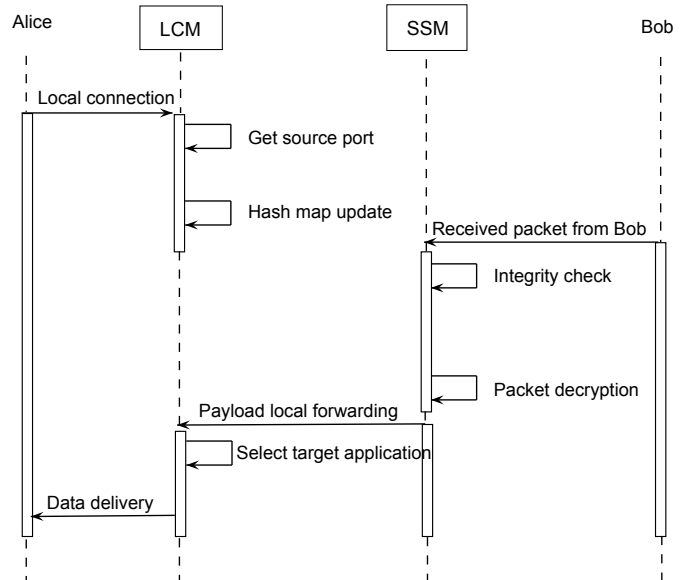 Alice
LCM
SSM
Bob
Local connection
Get source port
Hash map update
Received packet from Bob
Integrity check
Packet decryption
Payload local forwarding
Select target application
Data delivery